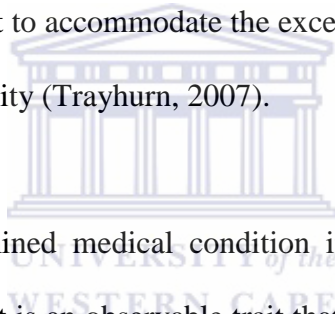 t to accommodate the exce
ity (Trayhurn, 2007).
ined medical condition i
UNIVERSITY of the
t is an observable trait that
WESTERN CAPE